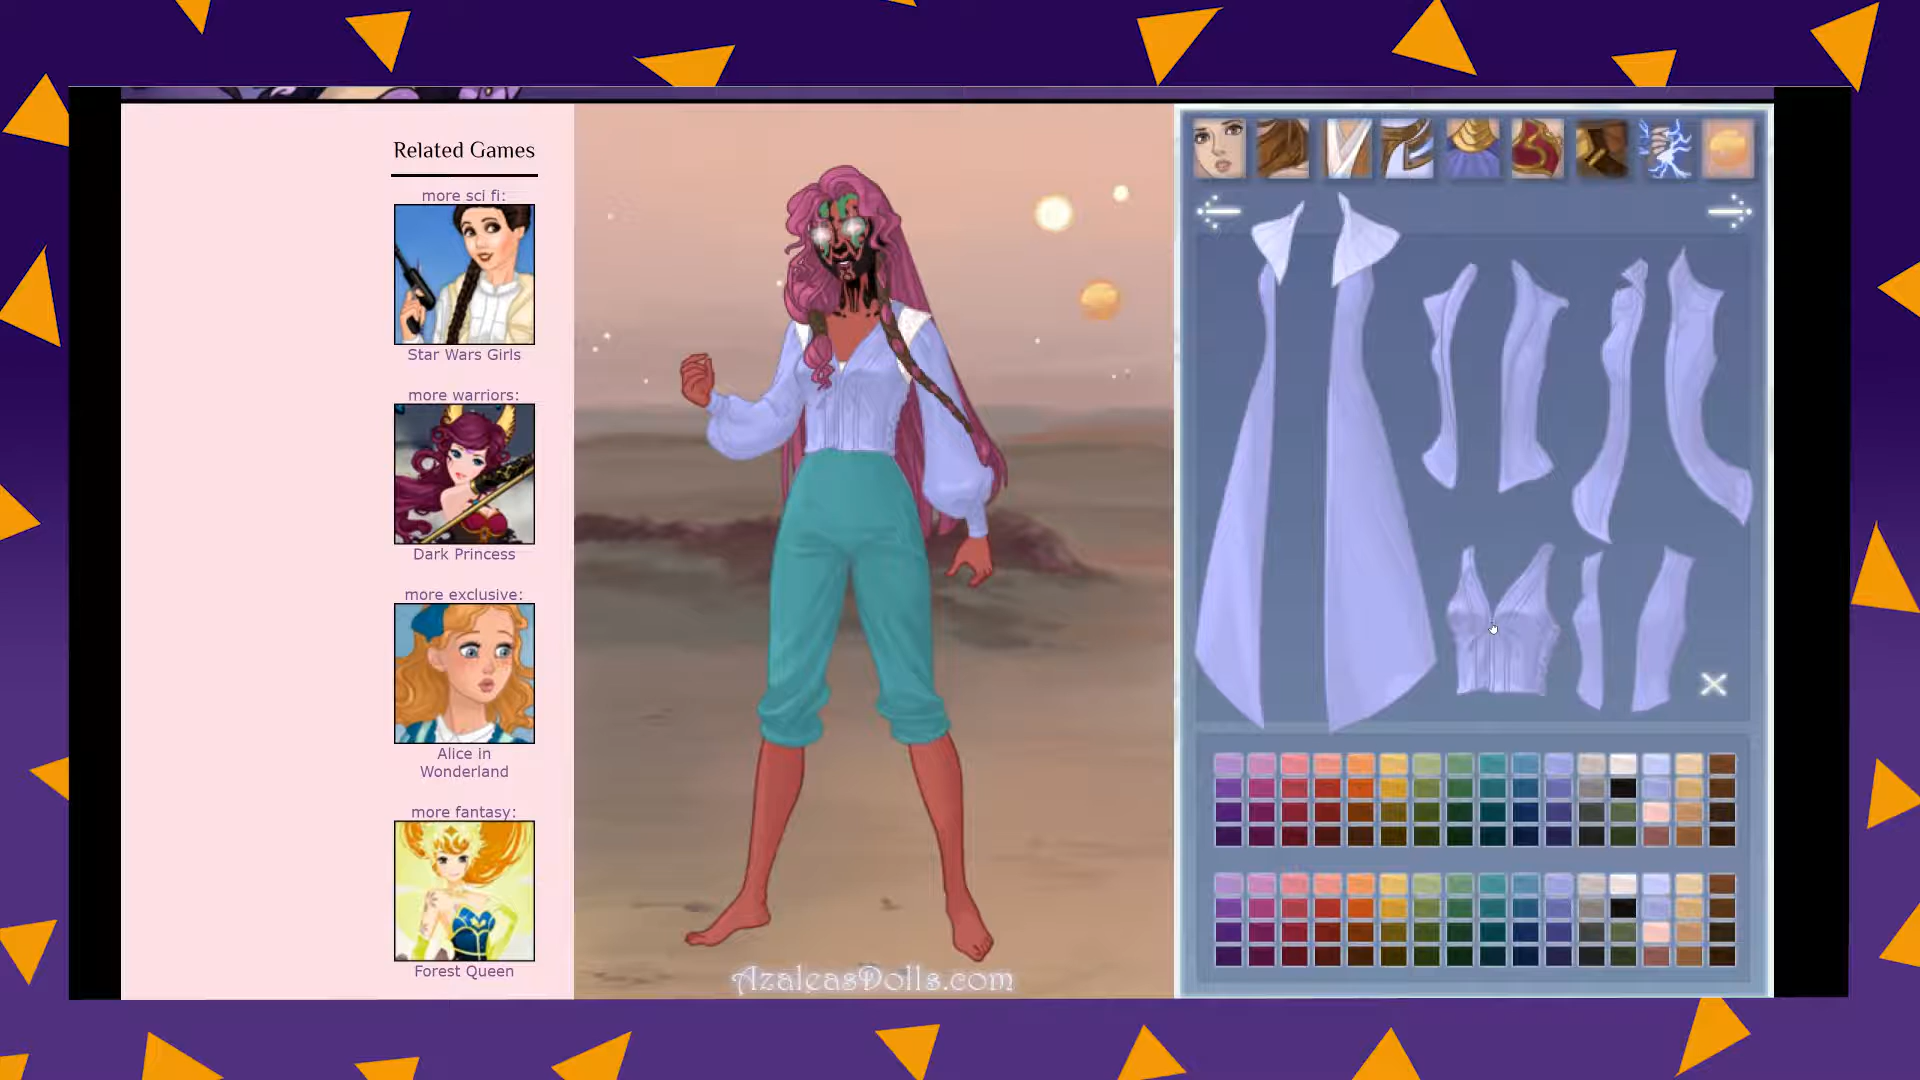 Related Games
more sci fi:
Star Wars Girls
more warriors:
Dark Princess
more exclusive:
Alice in
Wonderland
more fantasy:
Forest Queen
AzaleasDolls.com